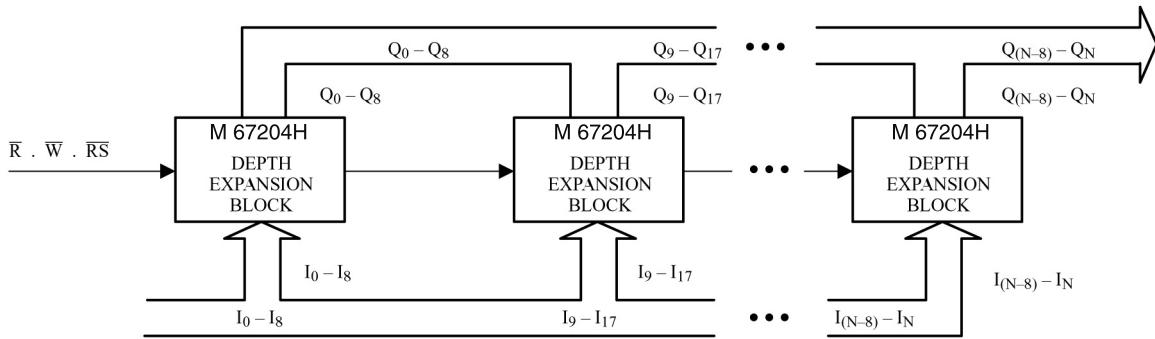 Q0 – Q8 Q9 – Q17 ••• Q(N–8) – QN
Q0 – Q8 Q9 – Q17 Q(N–8) – QN
M 67204H M 67204H M 67204H
R̅ . W̅ . R̅S̅
DEPTH DEPTH DEPTH
EXPANSION EXPANSION ••• EXPANSION
BLOCK BLOCK BLOCK
I0 – I8 I9 – I17 I(N–8) – IN
I0 – I8 I9 – I17 ••• I(N–8) – IN